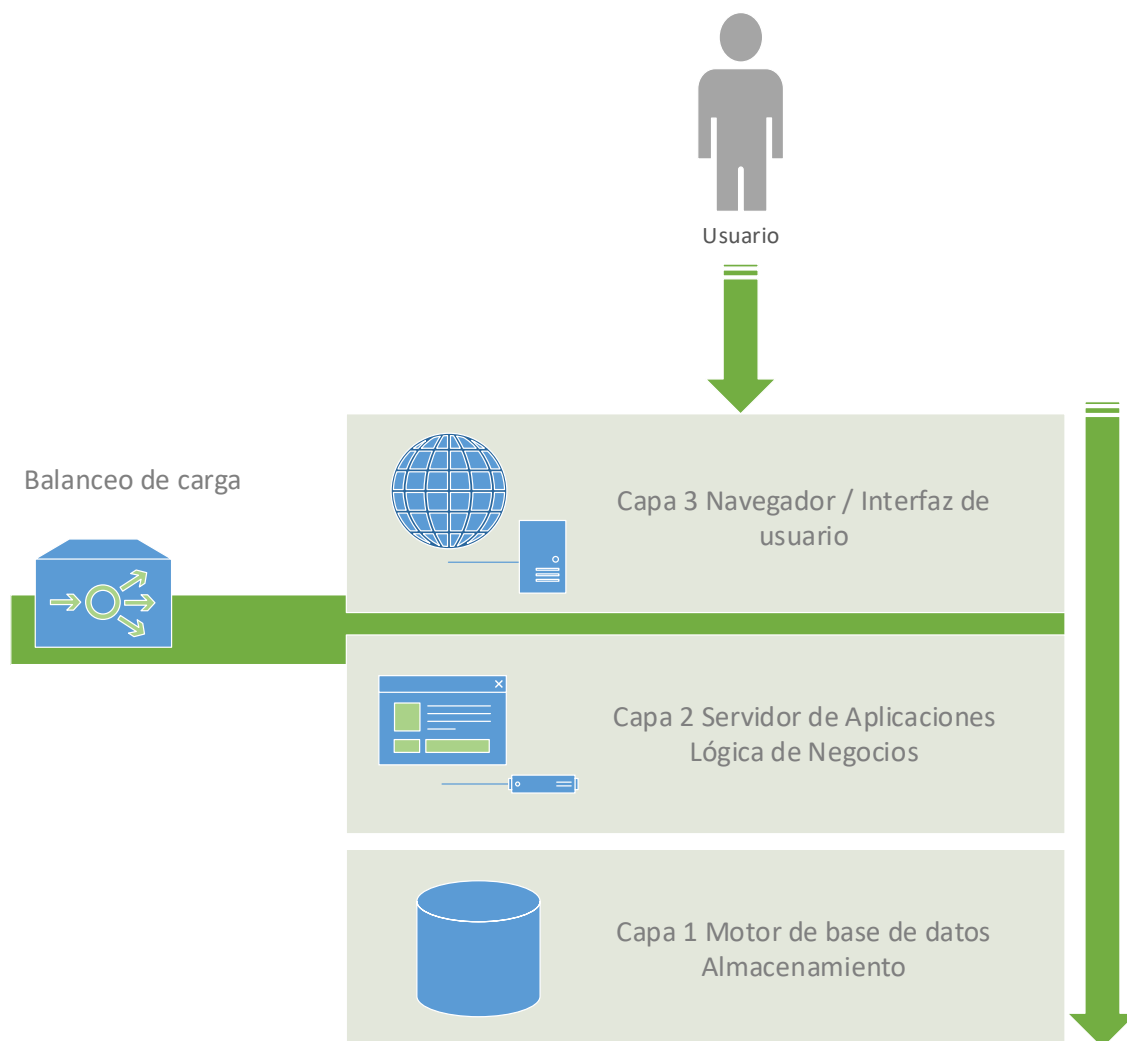 Usuario
Balanceo de carga
Capa 3 Navegador / Interfaz de
usuario
Capa 2 Servidor de Aplicaciones
Lógica de Negocios
Capa 1 Motor de base de datos
Almacenamiento